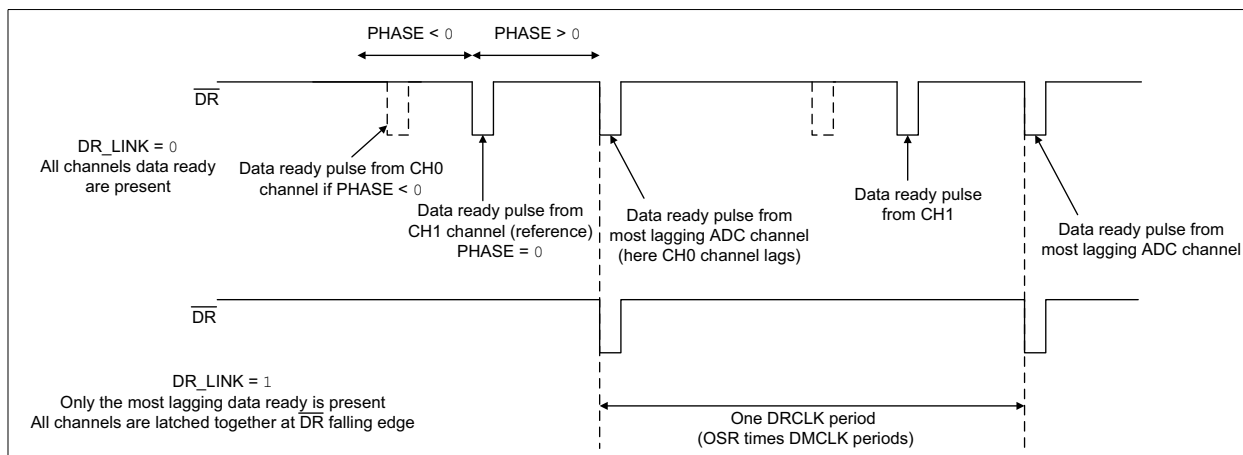 PHASE < 0
PHASE > 0
DR
DR_LINK = 0
All channels data ready
are present
Data ready pulse from CH0
channel if PHASE < 0
Data ready pulse from
CH1 channel (reference)
PHASE = 0
Data ready pulse from
most lagging ADC channel
(here CH0 channel lags)
Data ready pulse
from CH1
Data ready pulse from
most lagging ADC channel
DR
DR_LINK = 1
Only the most lagging data ready is present
All channels are latched together at DR falling edge
One DRCLK period
(OSR times DMCLK periods)